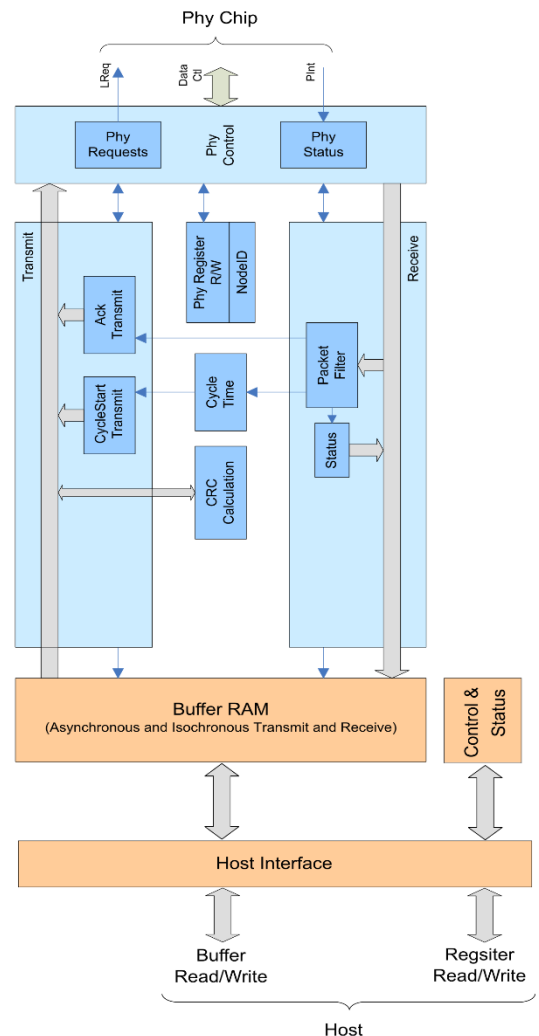 Phy Chip
LReq
Data
Ctl
PInt
Phy
Requests
Phy
Control
Phy
Status
Transmit
Receive
Ack
Transmit
Phy Register
R/W
NodeID
Packet
Filter
CycleStart
Transmit
Cycle
Time
Status
CRC
Calculation
Buffer RAM
(Asynchronous and Isochronous Transmit and Receive)
Control &
Status
Host Interface
Buffer
Read/Write
Regsiter
Read/Write
Host